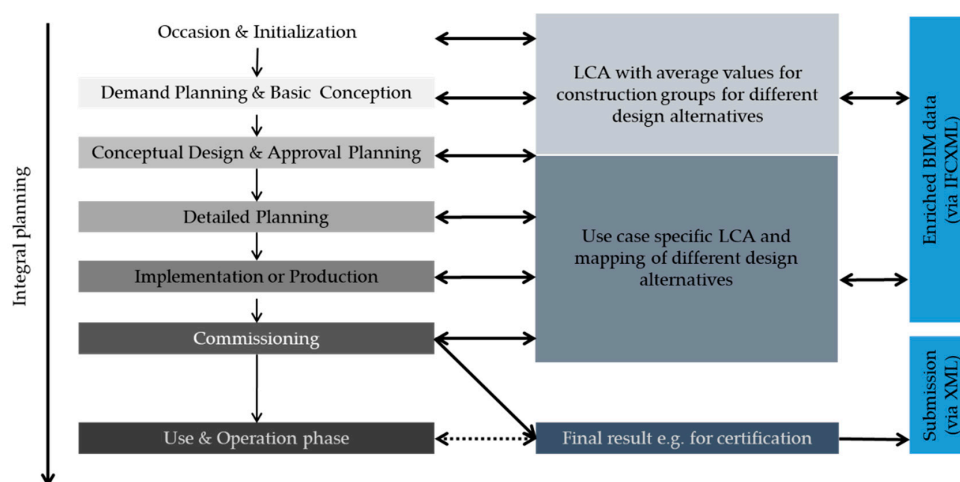 Integral planning
Occasion & Initialization
Demand Planning & Basic Conception
Conceptual Design & Approval Planning
Detailed Planning
Implementation or Production
Commissioning
Use & Operation phase
LCA with average values for
construction groups for different
design alternatives
Use case specific LCA and
mapping of different design
alternatives
Final result e.g. for certification
Enriched BIM data
(via IFCXML)
Submission
(via XML)